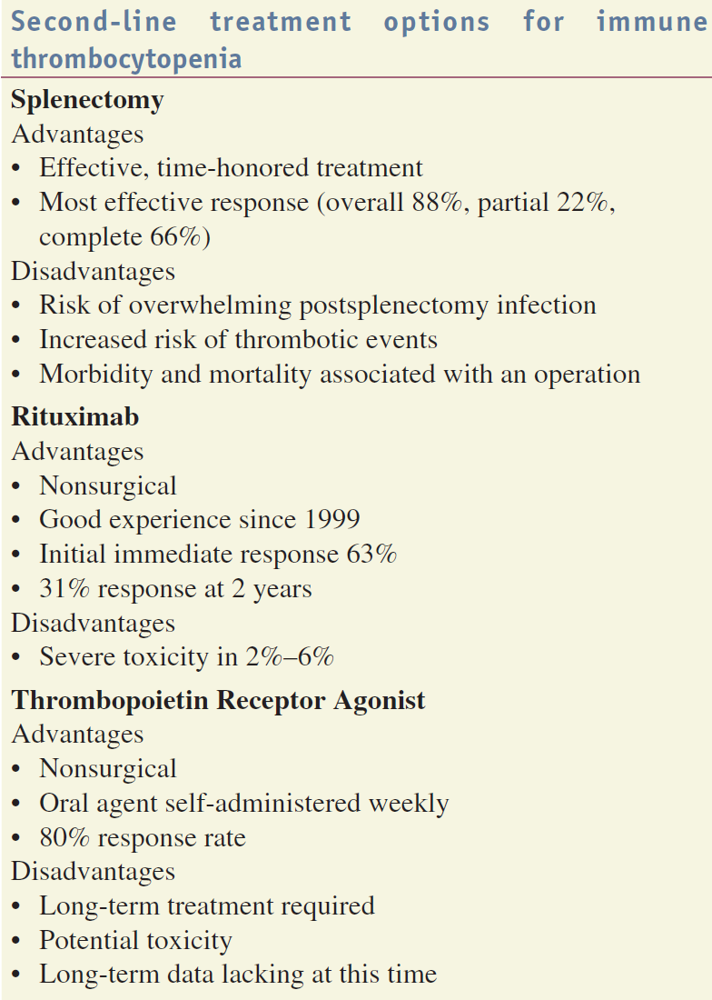 Second-line treatment options for immune
thrombocytopenia
Splenectomy
Advantages
• Effective, time-honored treatment
• Most effective response (overall 88%, partial 22%,
complete 66%)
Disadvantages
• Risk of overwhelming postsplenectomy infection
• Increased risk of thrombotic events
• Morbidity and mortality associated with an operation
Rituximab
Advantages
• Nonsurgical
• Good experience since 1999
• Initial immediate response 63%
• 31% response at 2 years
Disadvantages
• Severe toxicity in 2%–6%
Thrombopoietin Receptor Agonist
Advantages
• Nonsurgical
• Oral agent self-administered weekly
• 80% response rate
Disadvantages
• Long-term treatment required
• Potential toxicity
• Long-term data lacking at this time